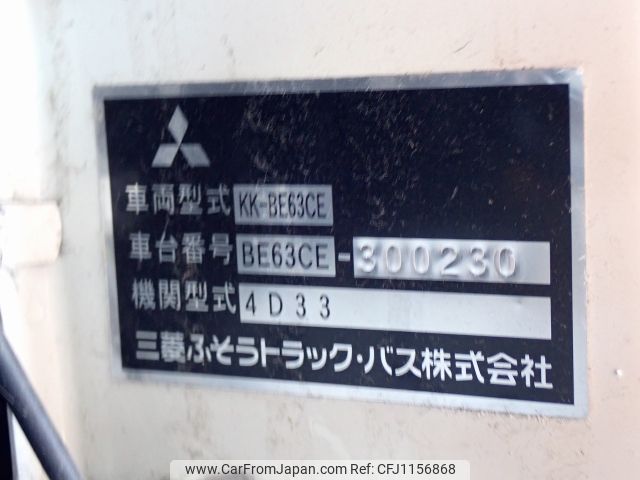 車両型式 KK-BE63CE
車台番号 BE63CE-300230
機関型式 4D33
三菱ふそうトラック・バス株式会社
www.CarFromJapan.com CFJ1156868